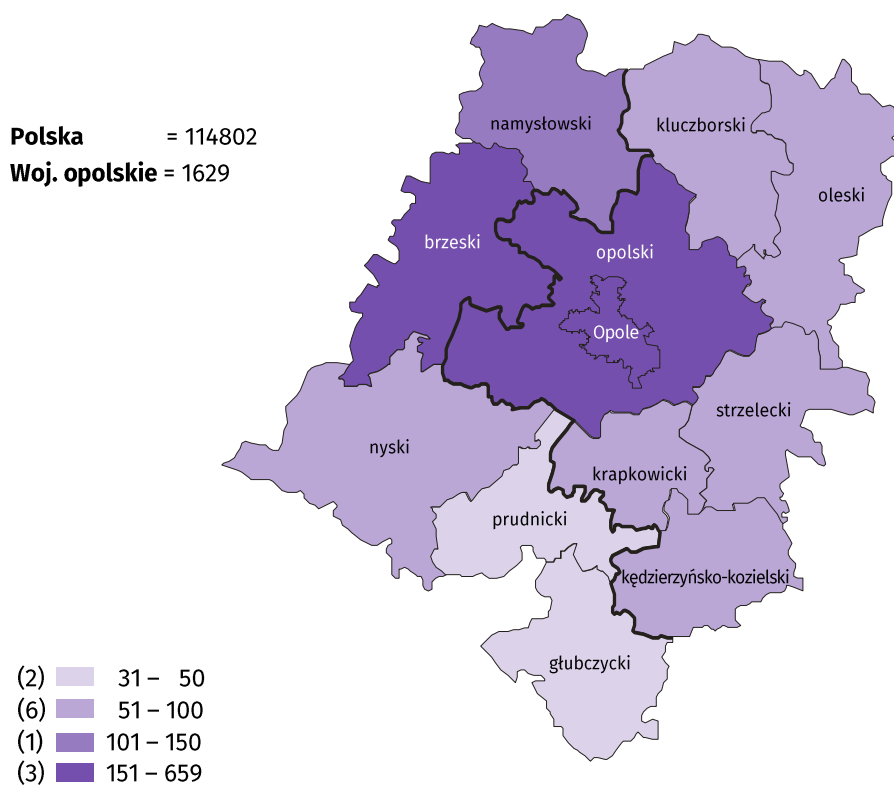 Polska = 114802
Woj. opolskie = 1629
namysłowski
kluczborski
oleski
brzeski
opolski
Opole
strzelecki
nyski
krapkowicki
prudnicki
kędzierzyńsko-kozielski
głubczycki
(2) 31 – 50
(6) 51 – 100
(1) 101 – 150
(3) 151 – 659